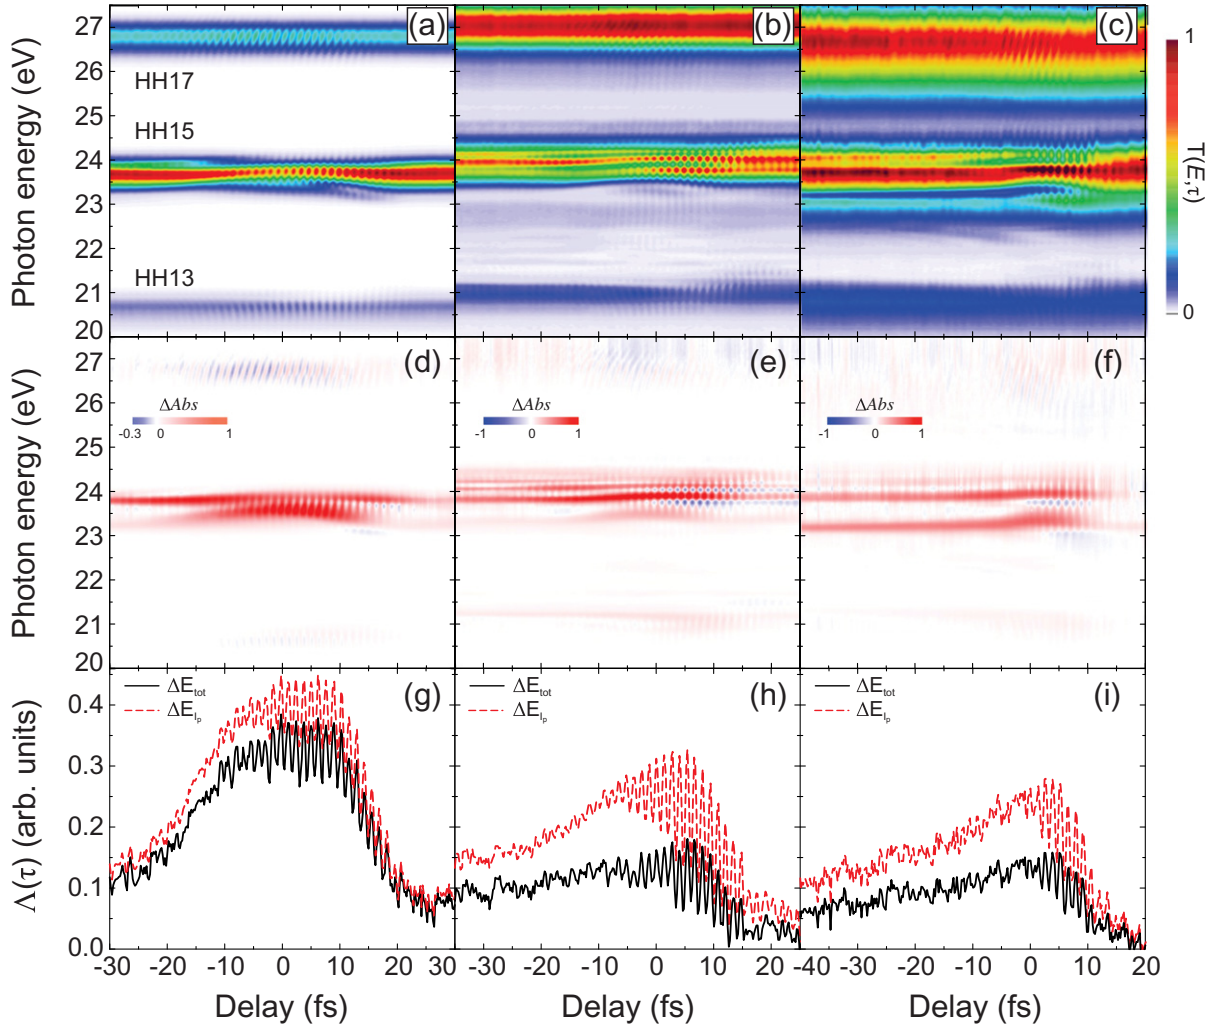 (a)
(b)
(c)
27
26
25
24
23
22
21
20
Photon energy (eV)
HH17
HH15
HH13
1
0
T(E,τ)
(d)
(e)
(f)
27
26
25
24
23
22
21
20
Photon energy (eV)
ΔAbs
-0.3 0 1
ΔAbs
-1 0 1
ΔAbs
-1 0 1
(g)
(h)
(i)
ΔE_tot
ΔE_Ip
ΔE_tot
ΔE_Ip
ΔE_tot
ΔE_Ip
0.4
0.3
0.2
0.1
0.0
Λ(τ) (arb. units)
-30 -20 -10 0 10 20 30
-30 -20 -10 0 10 20
-40 -30 -20 -10 0 10 20
Delay (fs)
Delay (fs)
Delay (fs)